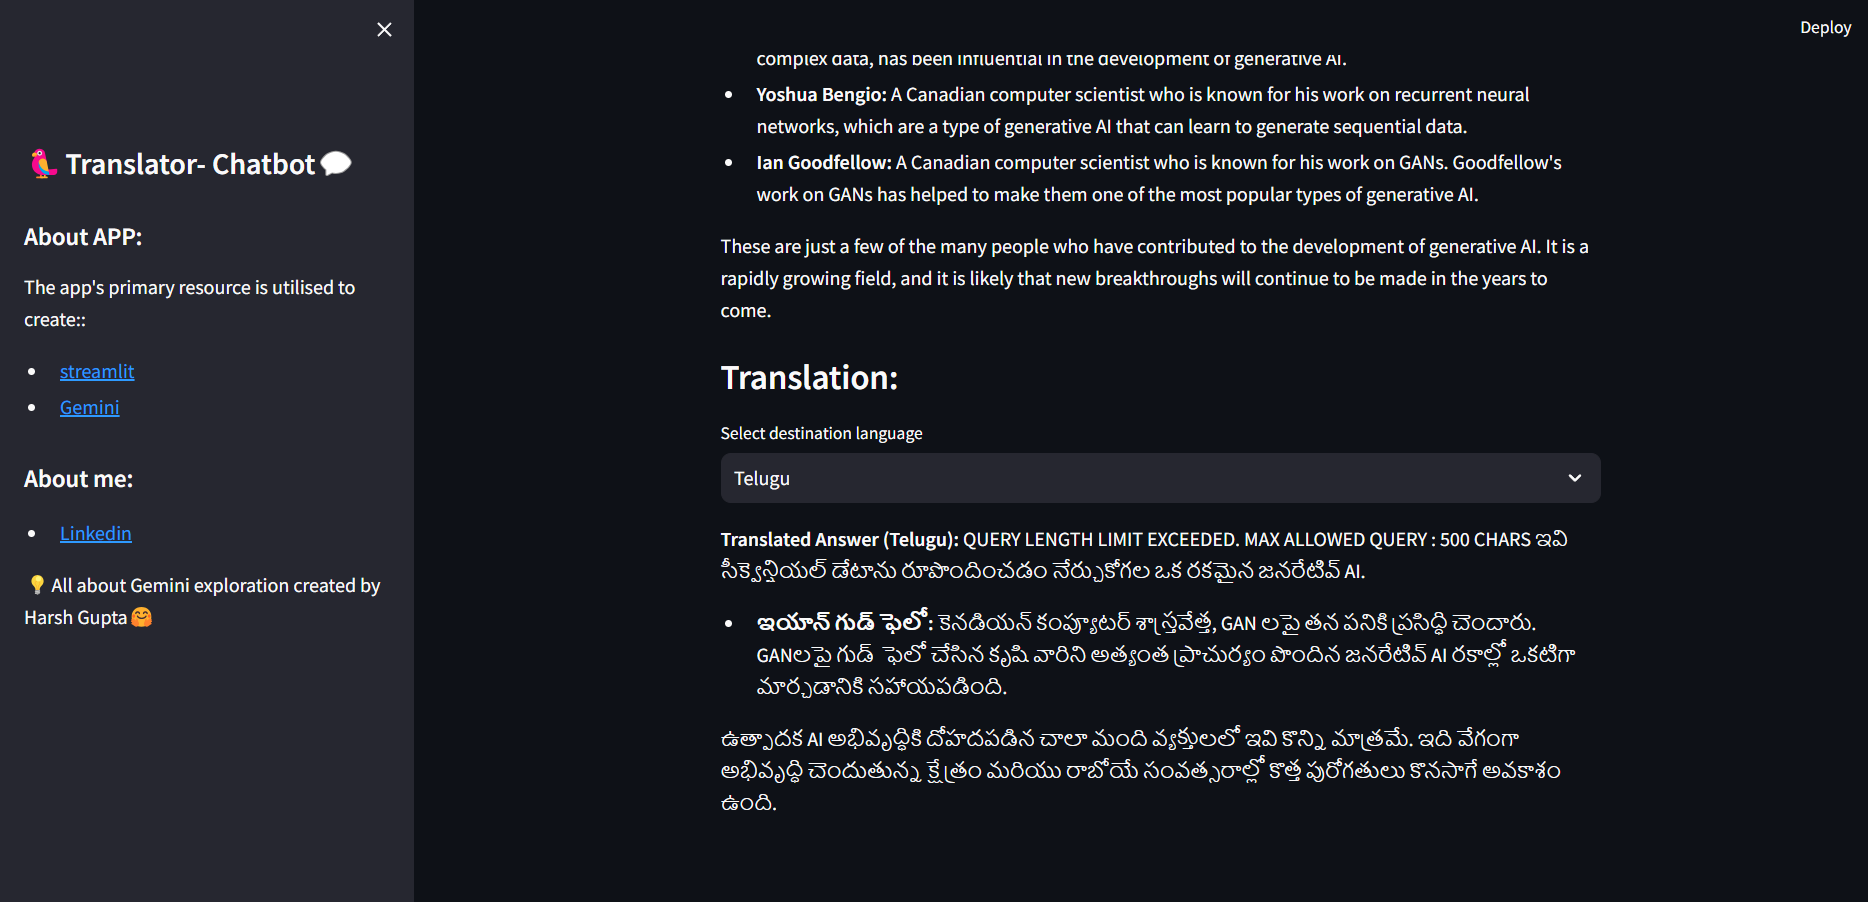 🦜 Translator- Chatbot💬
About APP:
The app's primary resource is utilised to
create::
streamlit
Gemini
About me:
Linkedin
💡All about Gemini exploration created by
Harsh Gupta🤗
Deploy
complex data, has been influential in the development of generative AI.
Yoshua Bengio: A Canadian computer scientist who is known for his work on recurrent neural
networks, which are a type of generative AI that can learn to generate sequential data.
Ian Goodfellow: A Canadian computer scientist who is known for his work on GANs. Goodfellow's
work on GANs has helped to make them one of the most popular types of generative AI.
These are just a few of the many people who have contributed to the development of generative AI. It is a
rapidly growing field, and it is likely that new breakthroughs will continue to be made in the years to
come.
Translation:
Select destination language
Telugu
Translated Answer (Telugu): QUERY LENGTH LIMIT EXCEEDED. MAX ALLOWED QUERY : 500 CHARS ఇవి
సీక్వెన్షియల్ డేటాను రూపొందించడం నేర్చుకోగల ఒక రకమైన జనరేటివ్ AI.
ఇయాన్ గుడ్ ఫెలో: కెనడియన్ కంప్యూటర్ శాస్త్రవేత్త, GAN లపై తన పనికి ప్రసిద్ధి చెందారు.
GANలపై గుడ్ ఫెలో చేసిన కృషి వారిని అత్యంత ప్రాచుర్యం పొందిన జనరేటివ్ AI రకాల్లో ఒకటిగా
మార్చడానికి సహాయపడింది.
ఉత్పాదక AI అభివృద్ధికి దోహదపడిన చాలా మంది వ్యక్తులలో ఇవి కొన్ని మాత్రమే. ఇది వేగంగా
అభివృద్ధి చెందుతున్న క్షేత్రం మరియు రాబోయే సంవత్సరాల్లో కొత్త పురోగతులు కొనసాగే అవకాశం
ఉంది.